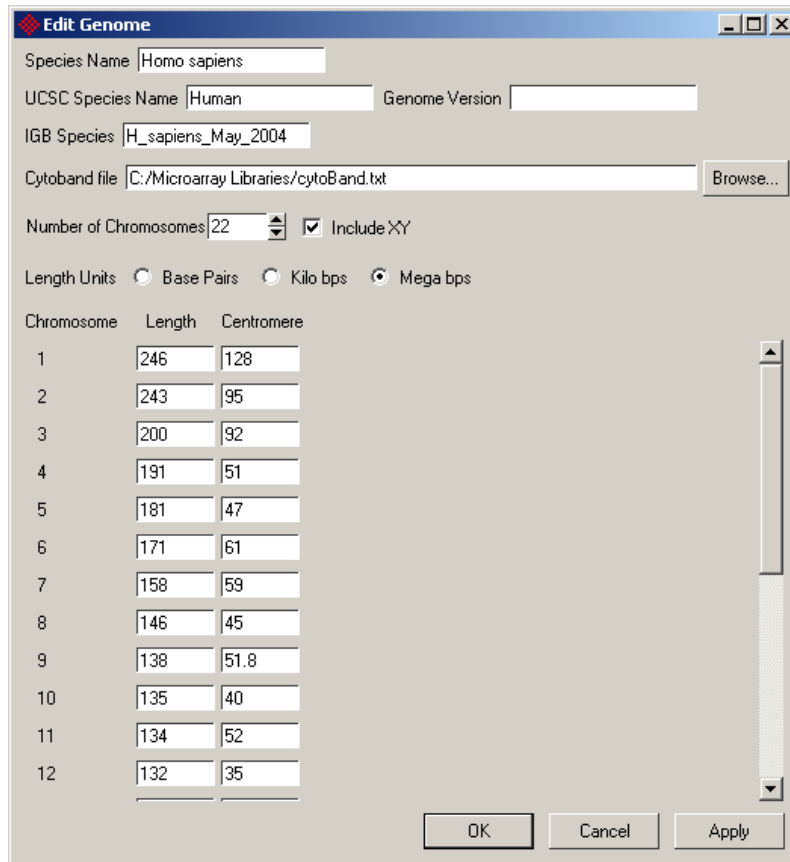 Edit Genome
Species Name Homo sapiens
UCSC Species Name Human Genome Version
IGB Species H_sapiens_May_2004
Cytoband file C:/Microarray Libraries/cytoBand.txt Browse...
Number of Chromosomes 22 Include XY
Length Units Base Pairs Kilo bps Mega bps
Chromosome Length Centromere
1 246 128
2 243 95
3 200 92
4 191 51
5 181 47
6 171 61
7 158 59
8 146 45
9 138 51.8
10 135 40
11 134 52
12 132 35
OK Cancel Apply